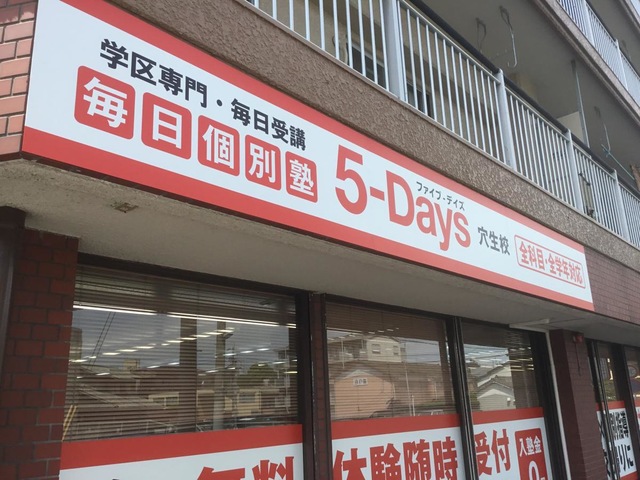 学区専門・毎日受講
毎日個別塾
ファイブ・デイズ
5-Days
穴生校
全科目・全学年対応
無料
体験随時
受付
入塾金